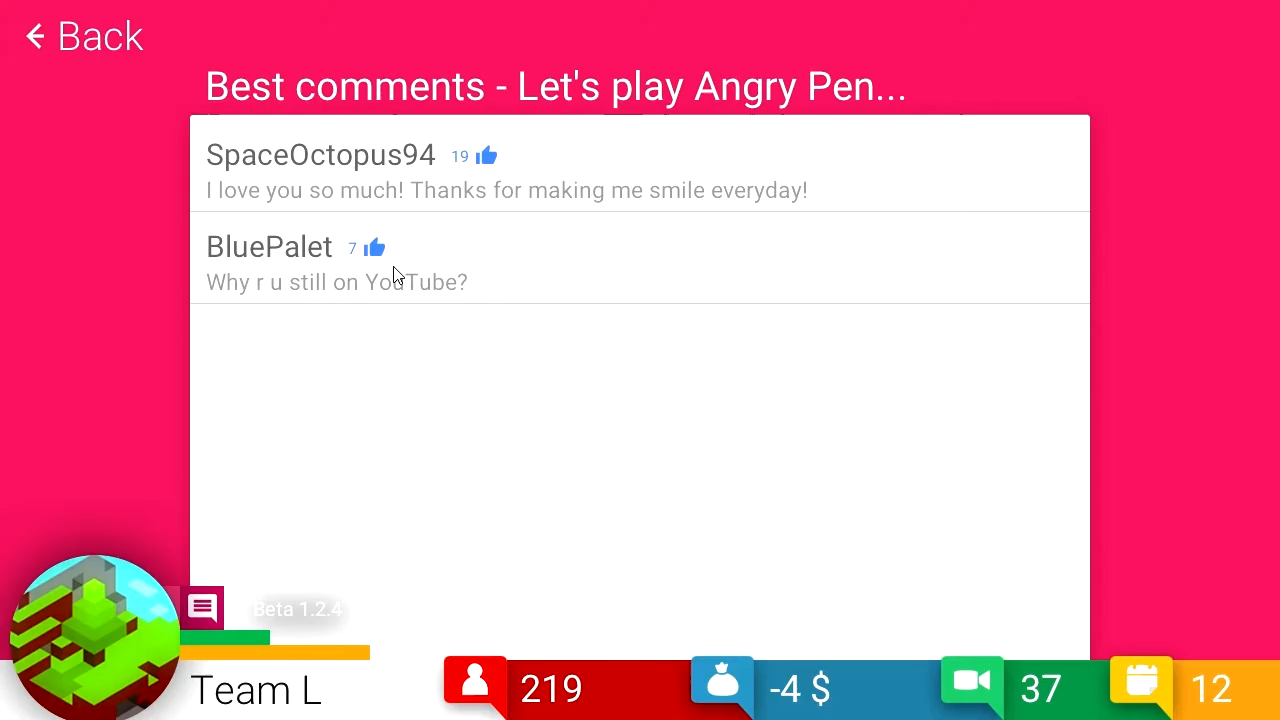 Back
Best comments - Let's play Angry Pen...
SpaceOctopus94 19
I love you so much! Thanks for making me smile everyday!
BluePalet 7
Why r u still on YouTube?
Beta 1.2.4
Team L
219
-4 $
37
12